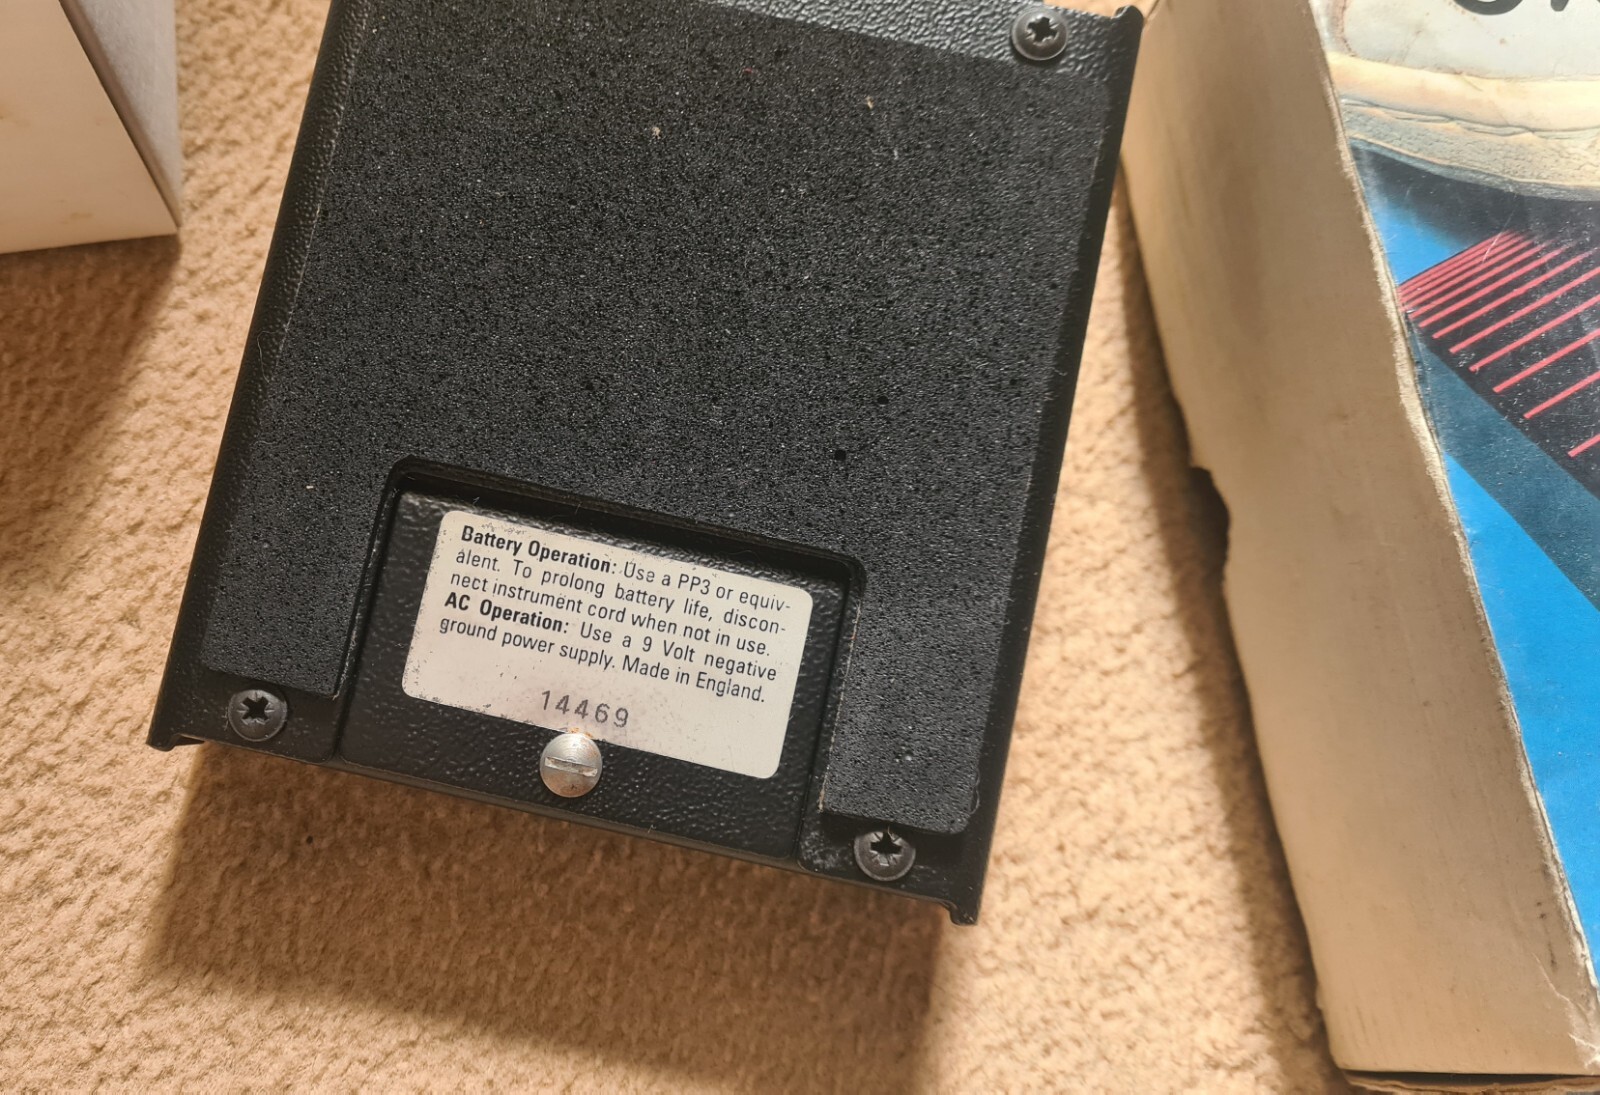 Battery Operation: Use a PP3 or equiv-
alent. To prolong battery life, discon-
nect instrument cord when not in use.
AC Operation: Use a 9 Volt negative
ground power supply. Made in England.
14469